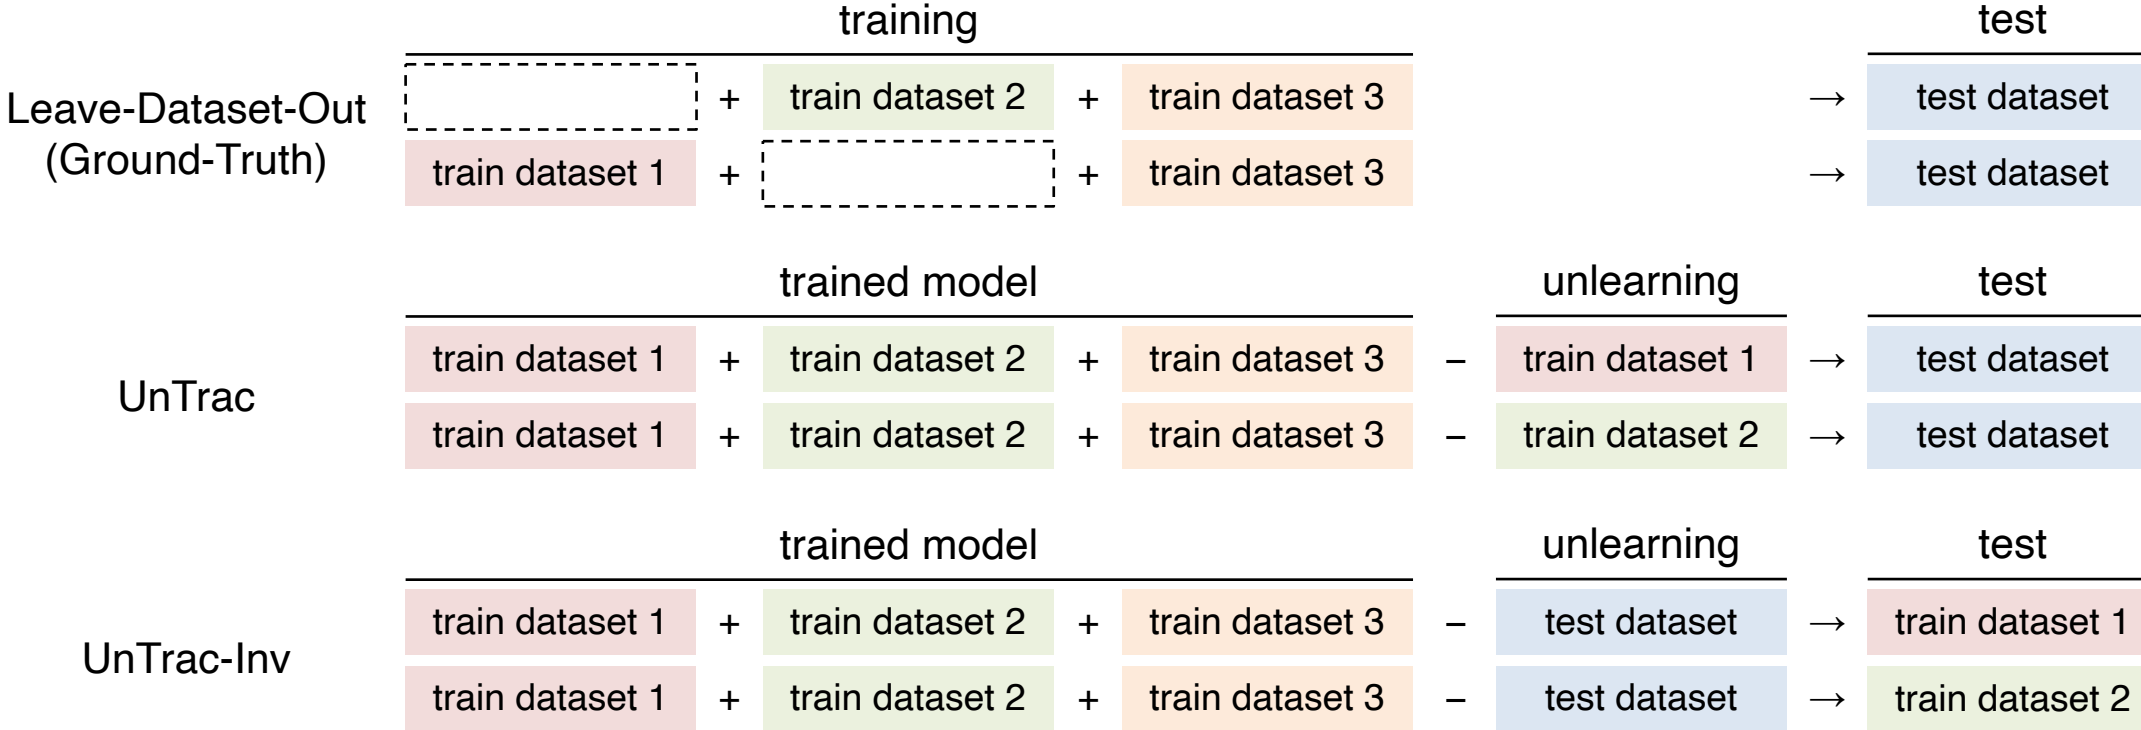 training test
Leave-Dataset-Out
(Ground-Truth)
+ train dataset 2 + train dataset 3 → test dataset
train dataset 1 + + train dataset 3 → test dataset
trained model unlearning test
UnTrac
train dataset 1 + train dataset 2 + train dataset 3 − train dataset 1 → test dataset
train dataset 1 + train dataset 2 + train dataset 3 − train dataset 2 → test dataset
trained model unlearning test
UnTrac-Inv
train dataset 1 + train dataset 2 + train dataset 3 − test dataset → train dataset 1
train dataset 1 + train dataset 2 + train dataset 3 − test dataset → train dataset 2